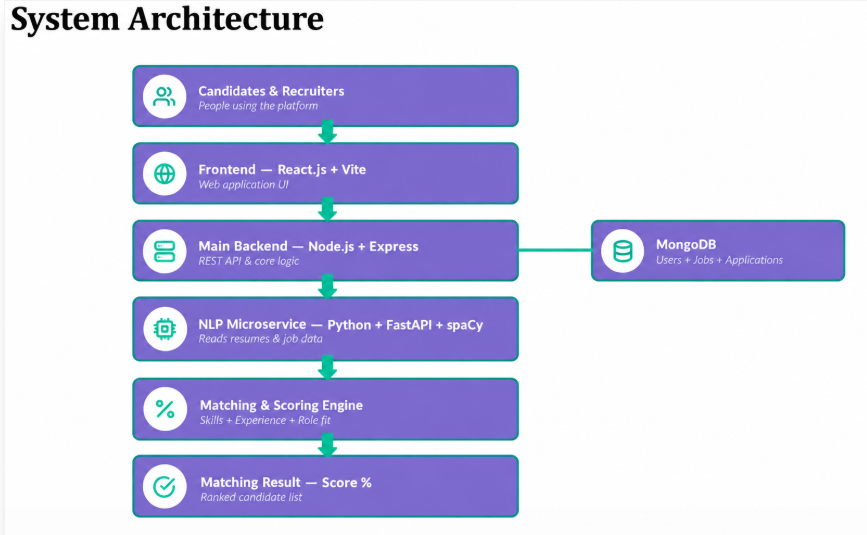 System Architecture
Candidates & Recruiters
People using the platform
Frontend — React.js + Vite
Web application UI
Main Backend — Node.js + Express
REST API & core logic
MongoDB
Users + Jobs + Applications
NLP Microservice — Python + FastAPI + spaCy
Reads resumes & job data
Matching & Scoring Engine
Skills + Experience + Role fit
Matching Result — Score %
Ranked candidate list